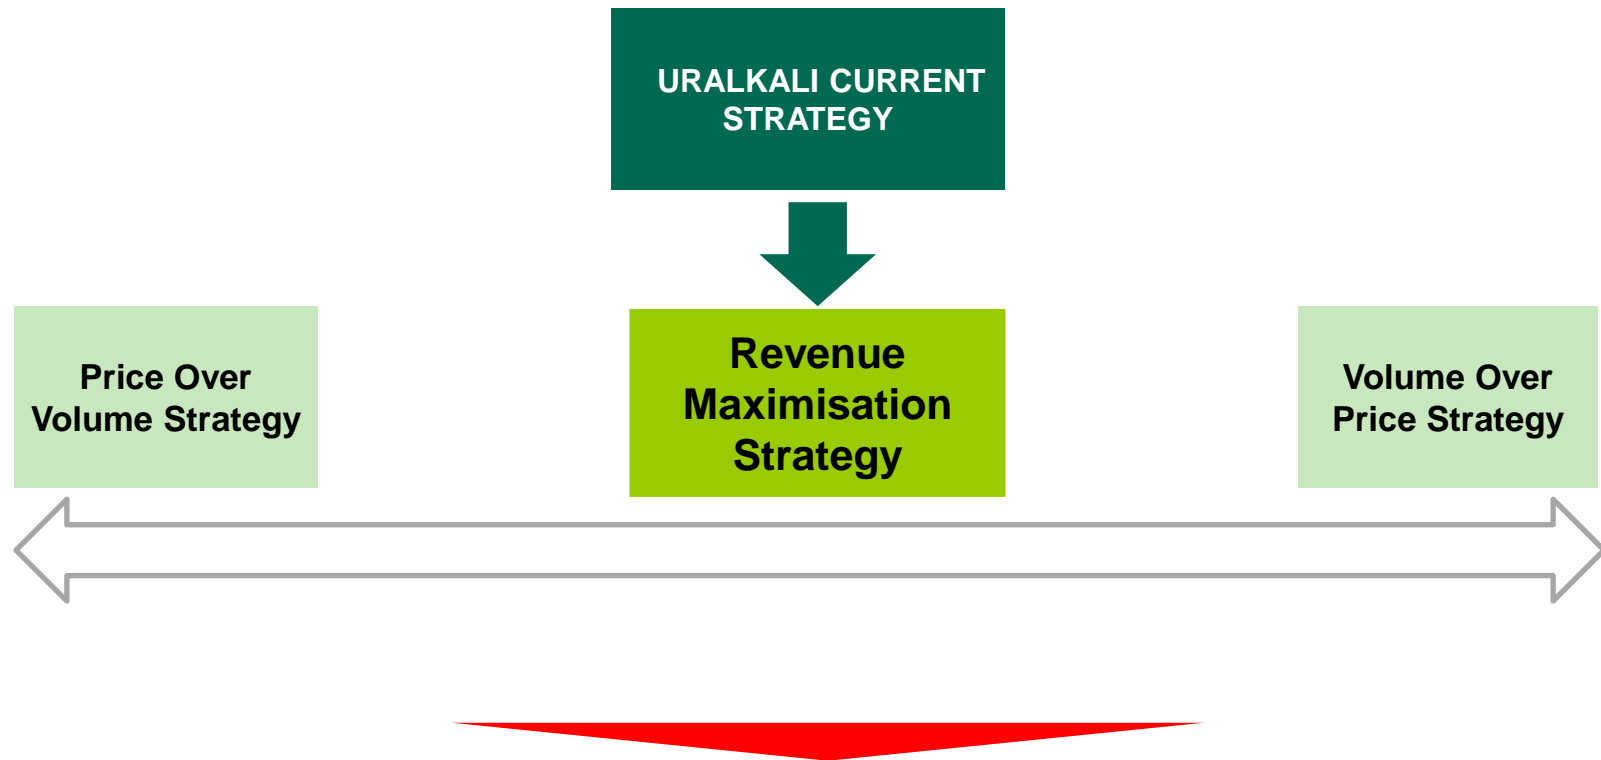 URALKALI CURRENT
STRATEGY
Price Over
Volume Strategy
Revenue
Maximisation
Strategy
Volume Over
Price Strategy